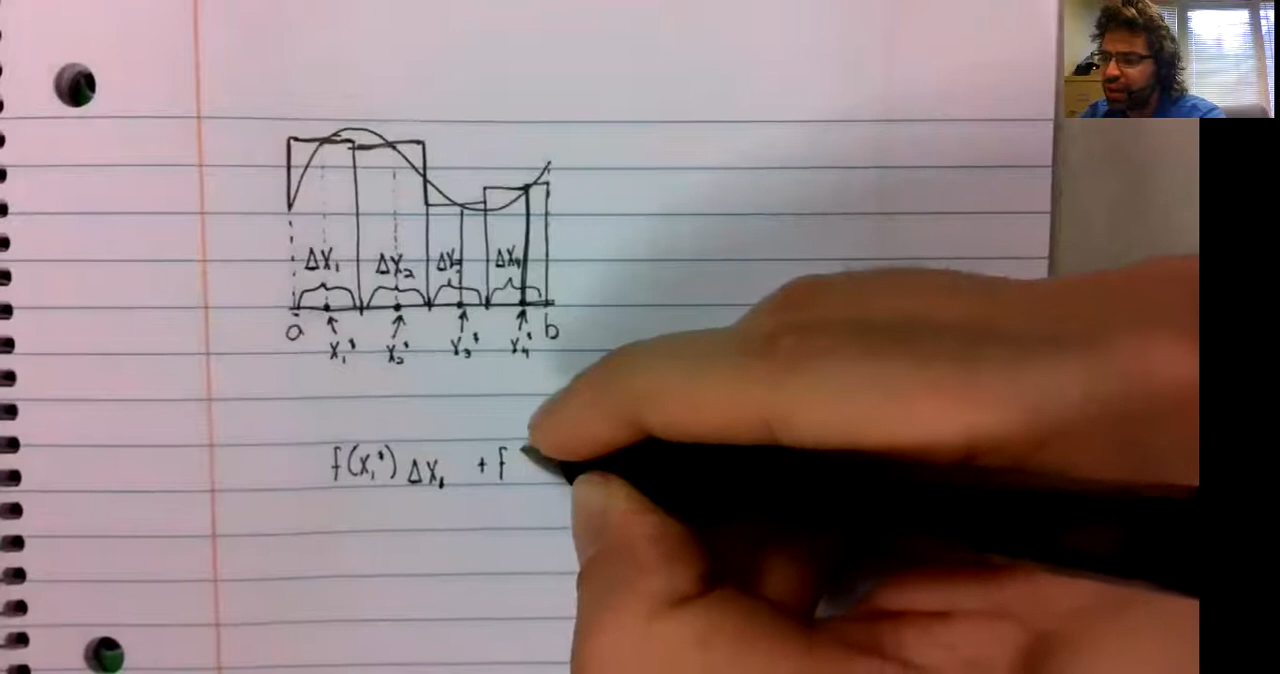 Δx₁ Δx₂ Δx₃ Δx₄
a b
x₁* x₂* x₃* x₄*
f(x₁*) Δx₁ + f